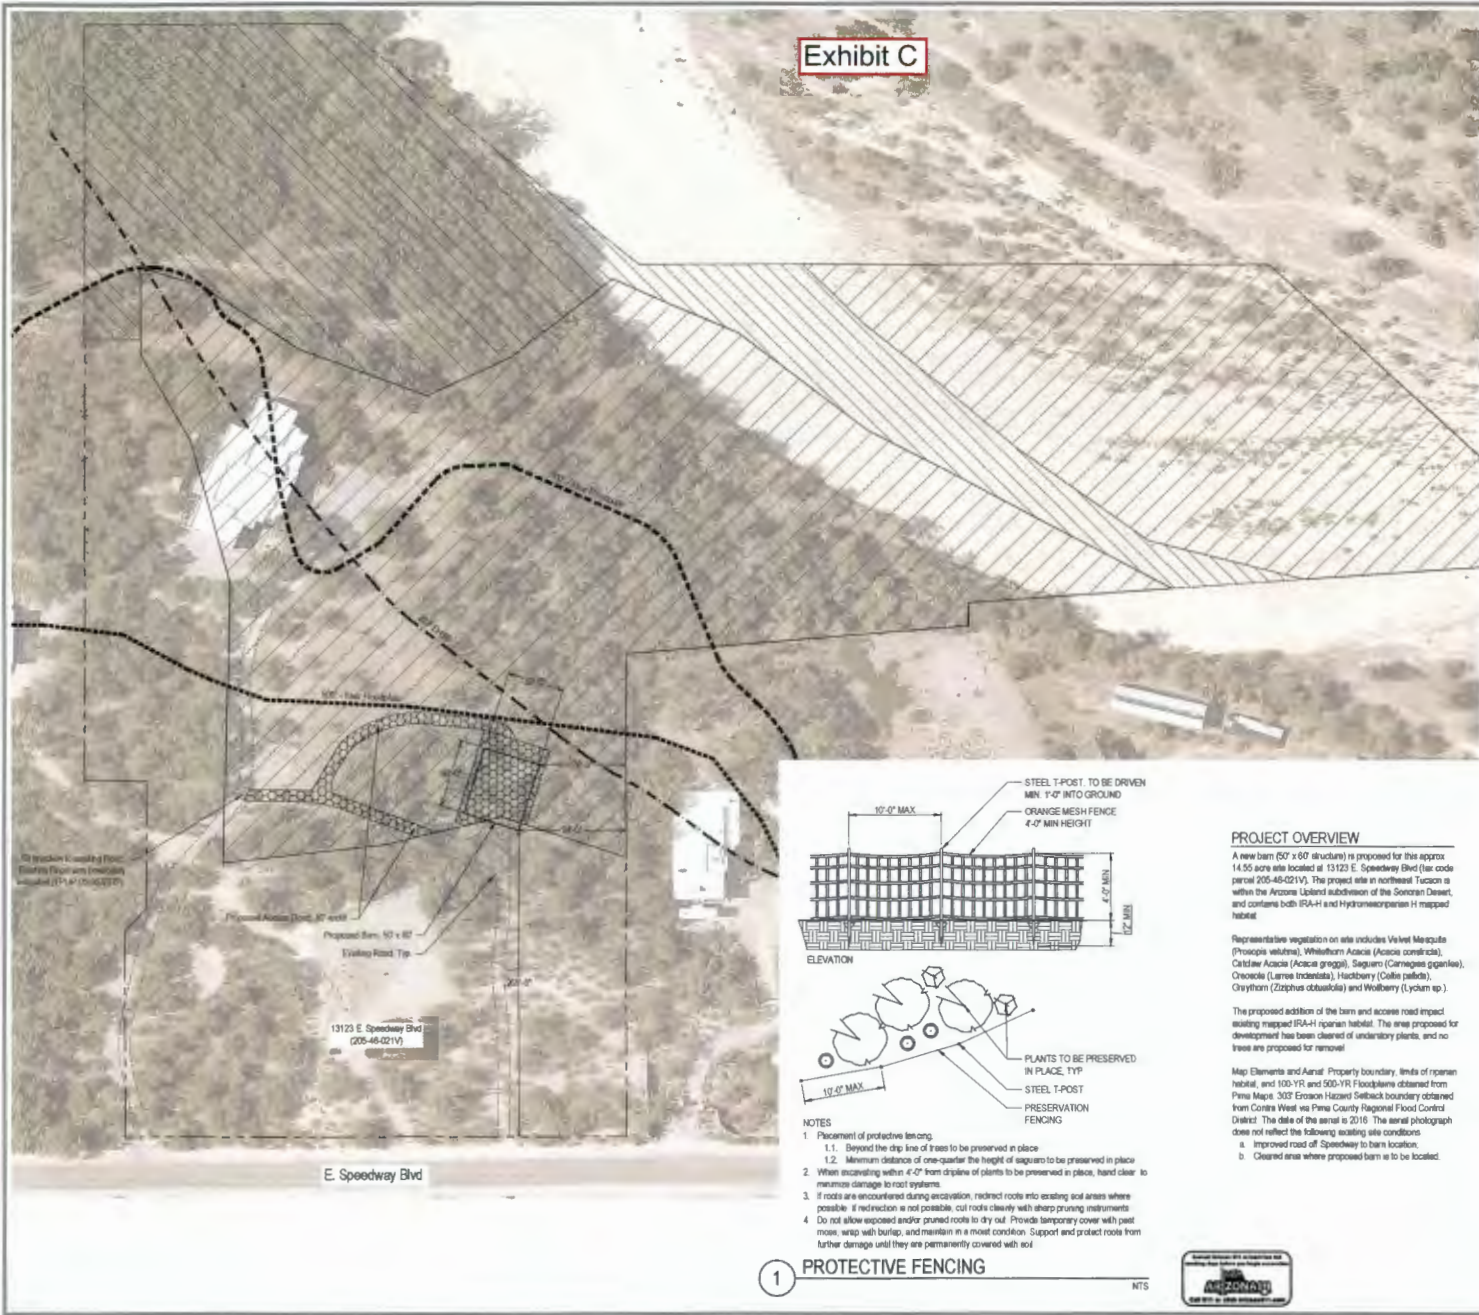 Exhibit C
500' - Year Floodplain
Proposed Access Road, 10' width
Proposed Barn, 50' x 60'
Existing Road, Typ
13123 E. Speedway Blvd
(205-46-021V)
E. Speedway Blvd
STEEL T-POST. TO BE DRIVEN
MIN. 1'-0" INTO GROUND
ORANGE MESH FENCE
4'-0" MIN HEIGHT
10'-0" MAX
4'-0" MIN
12" MIN
ELEVATION
PLANTS TO BE PRESERVED
IN PLACE, TYP
STEEL T-POST
PRESERVATION
FENCING
10'-0" MAX
NOTES
1. Placement of protective fencing.
1.1. Beyond the drip line of trees to be preserved in place
1.2. Minimum distance of one-quarter the height of saguaro to be preserved in place
2. When excavating within 4'-0" from dripline of plants to be preserved in place, hand clear to
minimize damage to root systems.
3. If roots are encountered during excavation, redirect roots into existing soil areas where
possible. If redirection is not possible, cut roots cleanly with sharp pruning instruments
4 Do not allow exposed and/or pruned roots to dry out. Provide temporary cover with peat
moss, wrap with burlap, and maintain in a moist condition. Support and protect roots from
further damage until they are permanently covered with soil
1 PROTECTIVE FENCING
NTS
PROJECT OVERVIEW
A new barn (50' x 60' structure) is proposed for this approx
14.55 acre site located at 13123 E. Speedway Blvd (tax code
parcel 205-46-021V). The project site in northeast Tucson is
within the Arizona Upland subdivision of the Sonoran Desert,
and contains both IRA-H and Hydromesoriparian H mapped
habitat
Representative vegetation on site includes Velvet Mesquite
(Prosopis velutina), Whitethorn Acacia (Acacia constricta),
Catclaw Acacia (Acacia greggii), Saguaro (Carnegiea gigantea),
Creosote (Larrea tridentata), Hackberry (Celtis pallida),
Graythorn (Ziziphus obtusifolia) and Wolfberry (Lycium sp.).
The proposed addition of the barn and access road impact
existing mapped IRA-H riparian habitat. The area proposed for
development has been cleared of understory plants, and no
trees are proposed for removal
Map Elements and Aerial: Property boundary, limits of riparian
habitat, and 100-YR and 500-YR Floodplains obtained from
Pima Maps. 303' Erosion Hazard Setback boundary obtained
from Contra West via Pima County Regional Flood Control
District. The date of the aerial is 2016. The aerial photograph
does not reflect the following existing site conditions
a. Improved road off Speedway to barn location;
b. Cleared area where proposed barn is to be located.
ARIZONA811